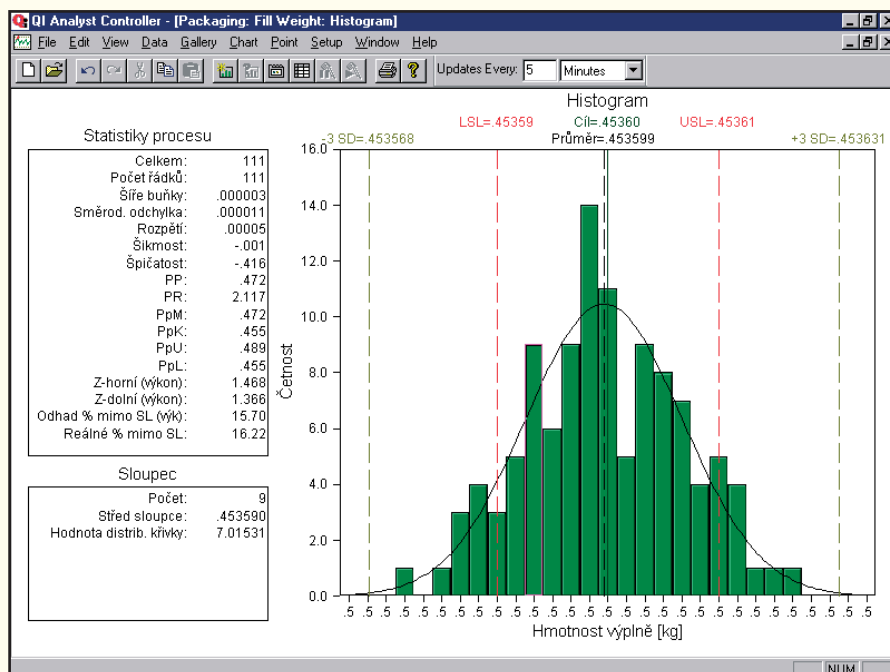 QI Analyst Controller - [Packaging: Fill Weight: Histogram]
File Edit View Data Gallery Chart Point Setup Window Help
Updates Every: 5 Minutes
Histogram
LSL=.45359 Cíl=.45360 USL=.45361
-3 SD=.453568 Průměr=.453599 +3 SD=.453631
Statistiky procesu
Celkem: 111
Počet řádků: 111
Šíře buňky: .000003
Směrod. odchylka: .000011
Rozpětí: .00005
Šikmost: -.001
Špičatost: -.416
PP: .472
PR: 2.117
PpM: .472
PpK: .455
PpU: .489
PpL: .455
Z-horní (výkon): 1.468
Z-dolní (výkon): 1.366
Odhad % mimo SL (výk): 15.70
Reálné % mimo SL: 16.22
Sloupec
Počet: 9
Střed sloupce: .453590
Hodnota distrib. křivky: 7.01531
Četnost
16.0
14.0
12.0
10.0
8.0
6.0
4.0
2.0
0.0
.5 .5 .5 .5 .5 .5 .5 .5 .5 .5 .5 .5 .5 .5 .5 .5 .5 .5 .5 .5 .5 .5 .5 .5 .5 .5 .5 .5 .5
Hmotnost výplně [kg]
NUM